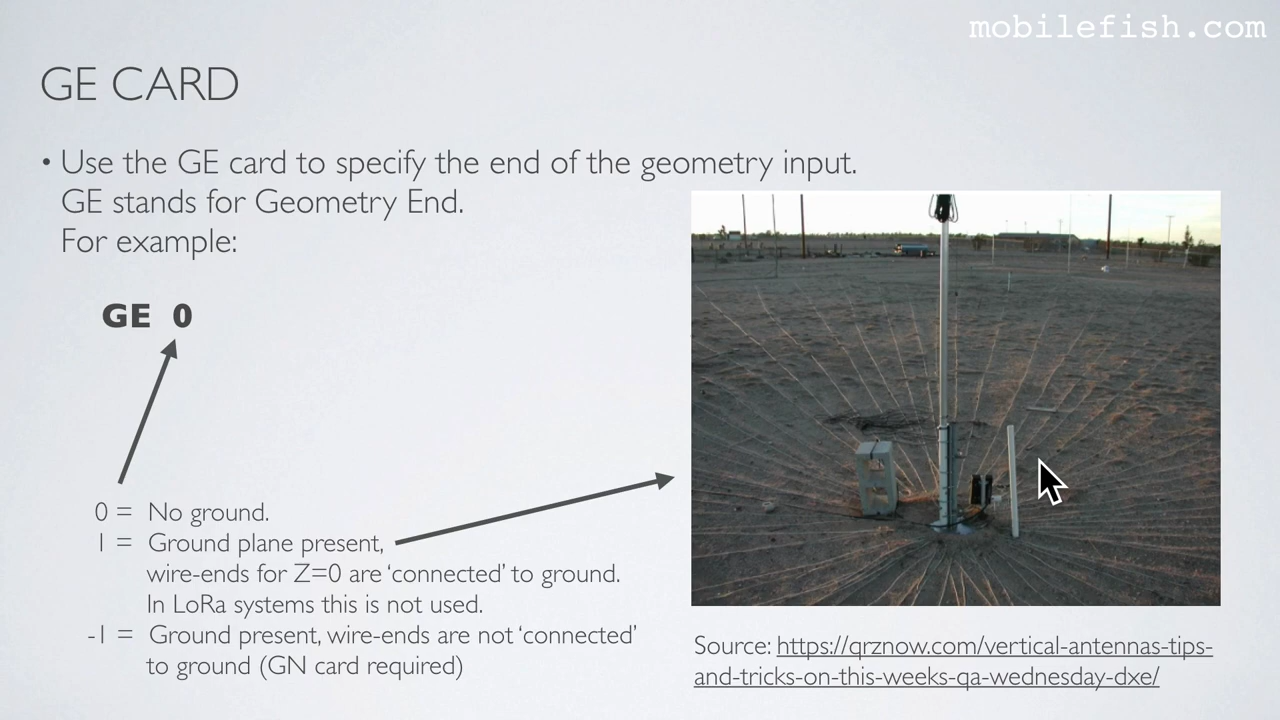 mobilefish.com
GE CARD
• Use the GE card to specify the end of the geometry input.
GE stands for Geometry End.
For example:
GE 0
0 = No ground.
1 = Ground plane present,
wire-ends for Z=0 are ‘connected’ to ground.
In LoRa systems this is not used.
-1 = Ground present, wire-ends are not ‘connected’
to ground (GN card required)
Source: https://qrznow.com/vertical-antennas-tips-
and-tricks-on-this-weeks-qa-wednesday-dxe/